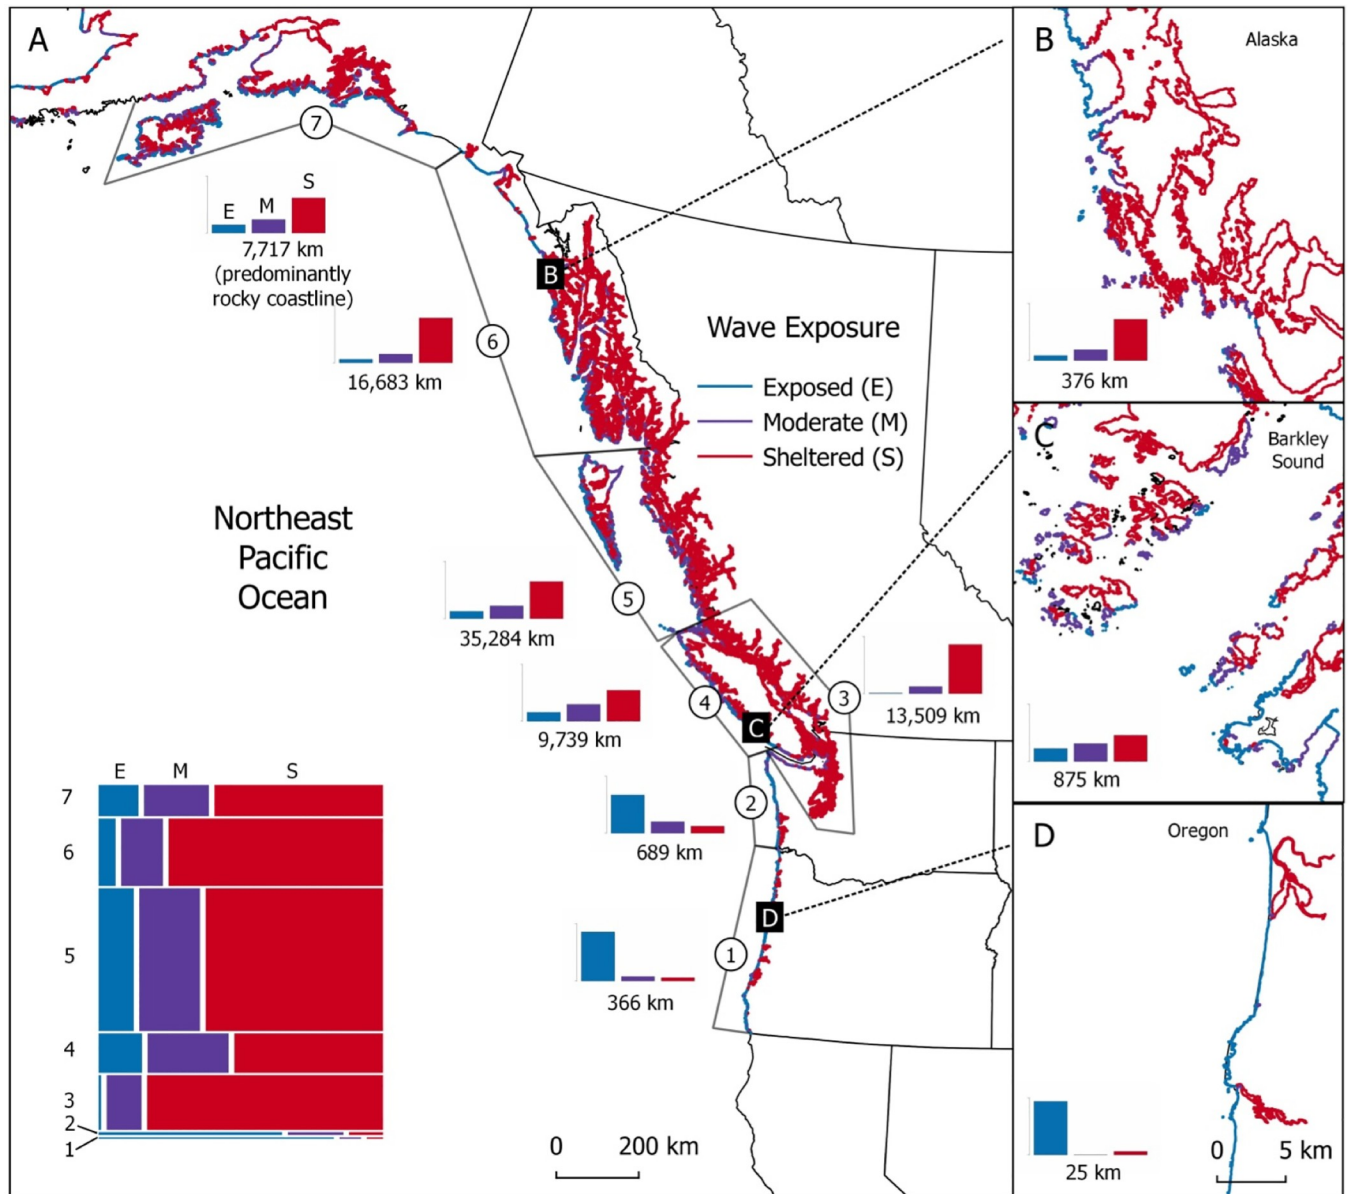 A
7
E M S
7,717 km
(predominantly
rocky coastline)
6
16,683 km
B
Wave Exposure
Exposed (E)
Moderate (M)
Sheltered (S)
Northeast
Pacific
Ocean
5
35,284 km
4
9,739 km
3
13,509 km
C
2
689 km
D
1
366 km
E M S
7
6
5
4
3
2
1
0 200 km
B
Alaska
376 km
C
Barkley
Sound
875 km
D
Oregon
25 km
0 5 km